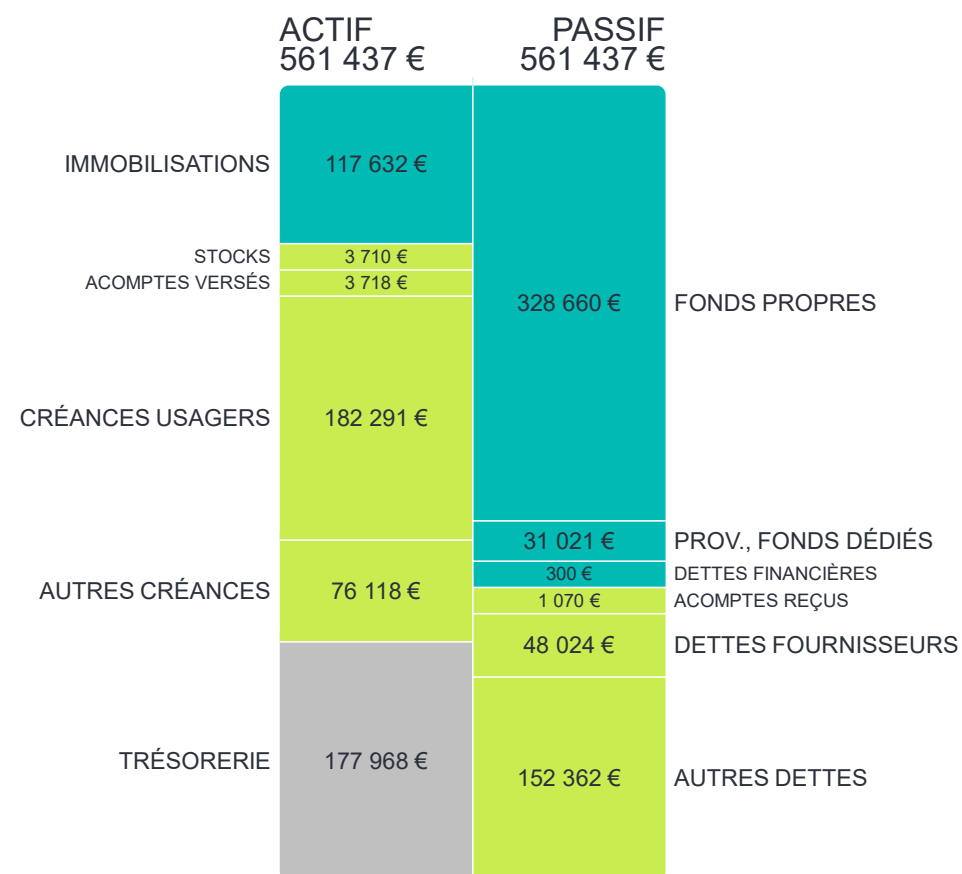 ACTIF
561 437 €
PASSIF
561 437 €
IMMOBILISATIONS
117 632 €
STOCKS
3 710 €
ACOMPTES VERSÉS
3 718 €
CRÉANCES USAGERS
182 291 €
AUTRES CRÉANCES
76 118 €
TRÉSORERIE
177 968 €
328 660 €
FONDS PROPRES
31 021 €
PROV., FONDS DÉDIÉS
300 €
DETTES FINANCIÈRES
1 070 €
ACOMPTES REÇUS
48 024 €
DETTES FOURNISSEURS
152 362 €
AUTRES DETTES